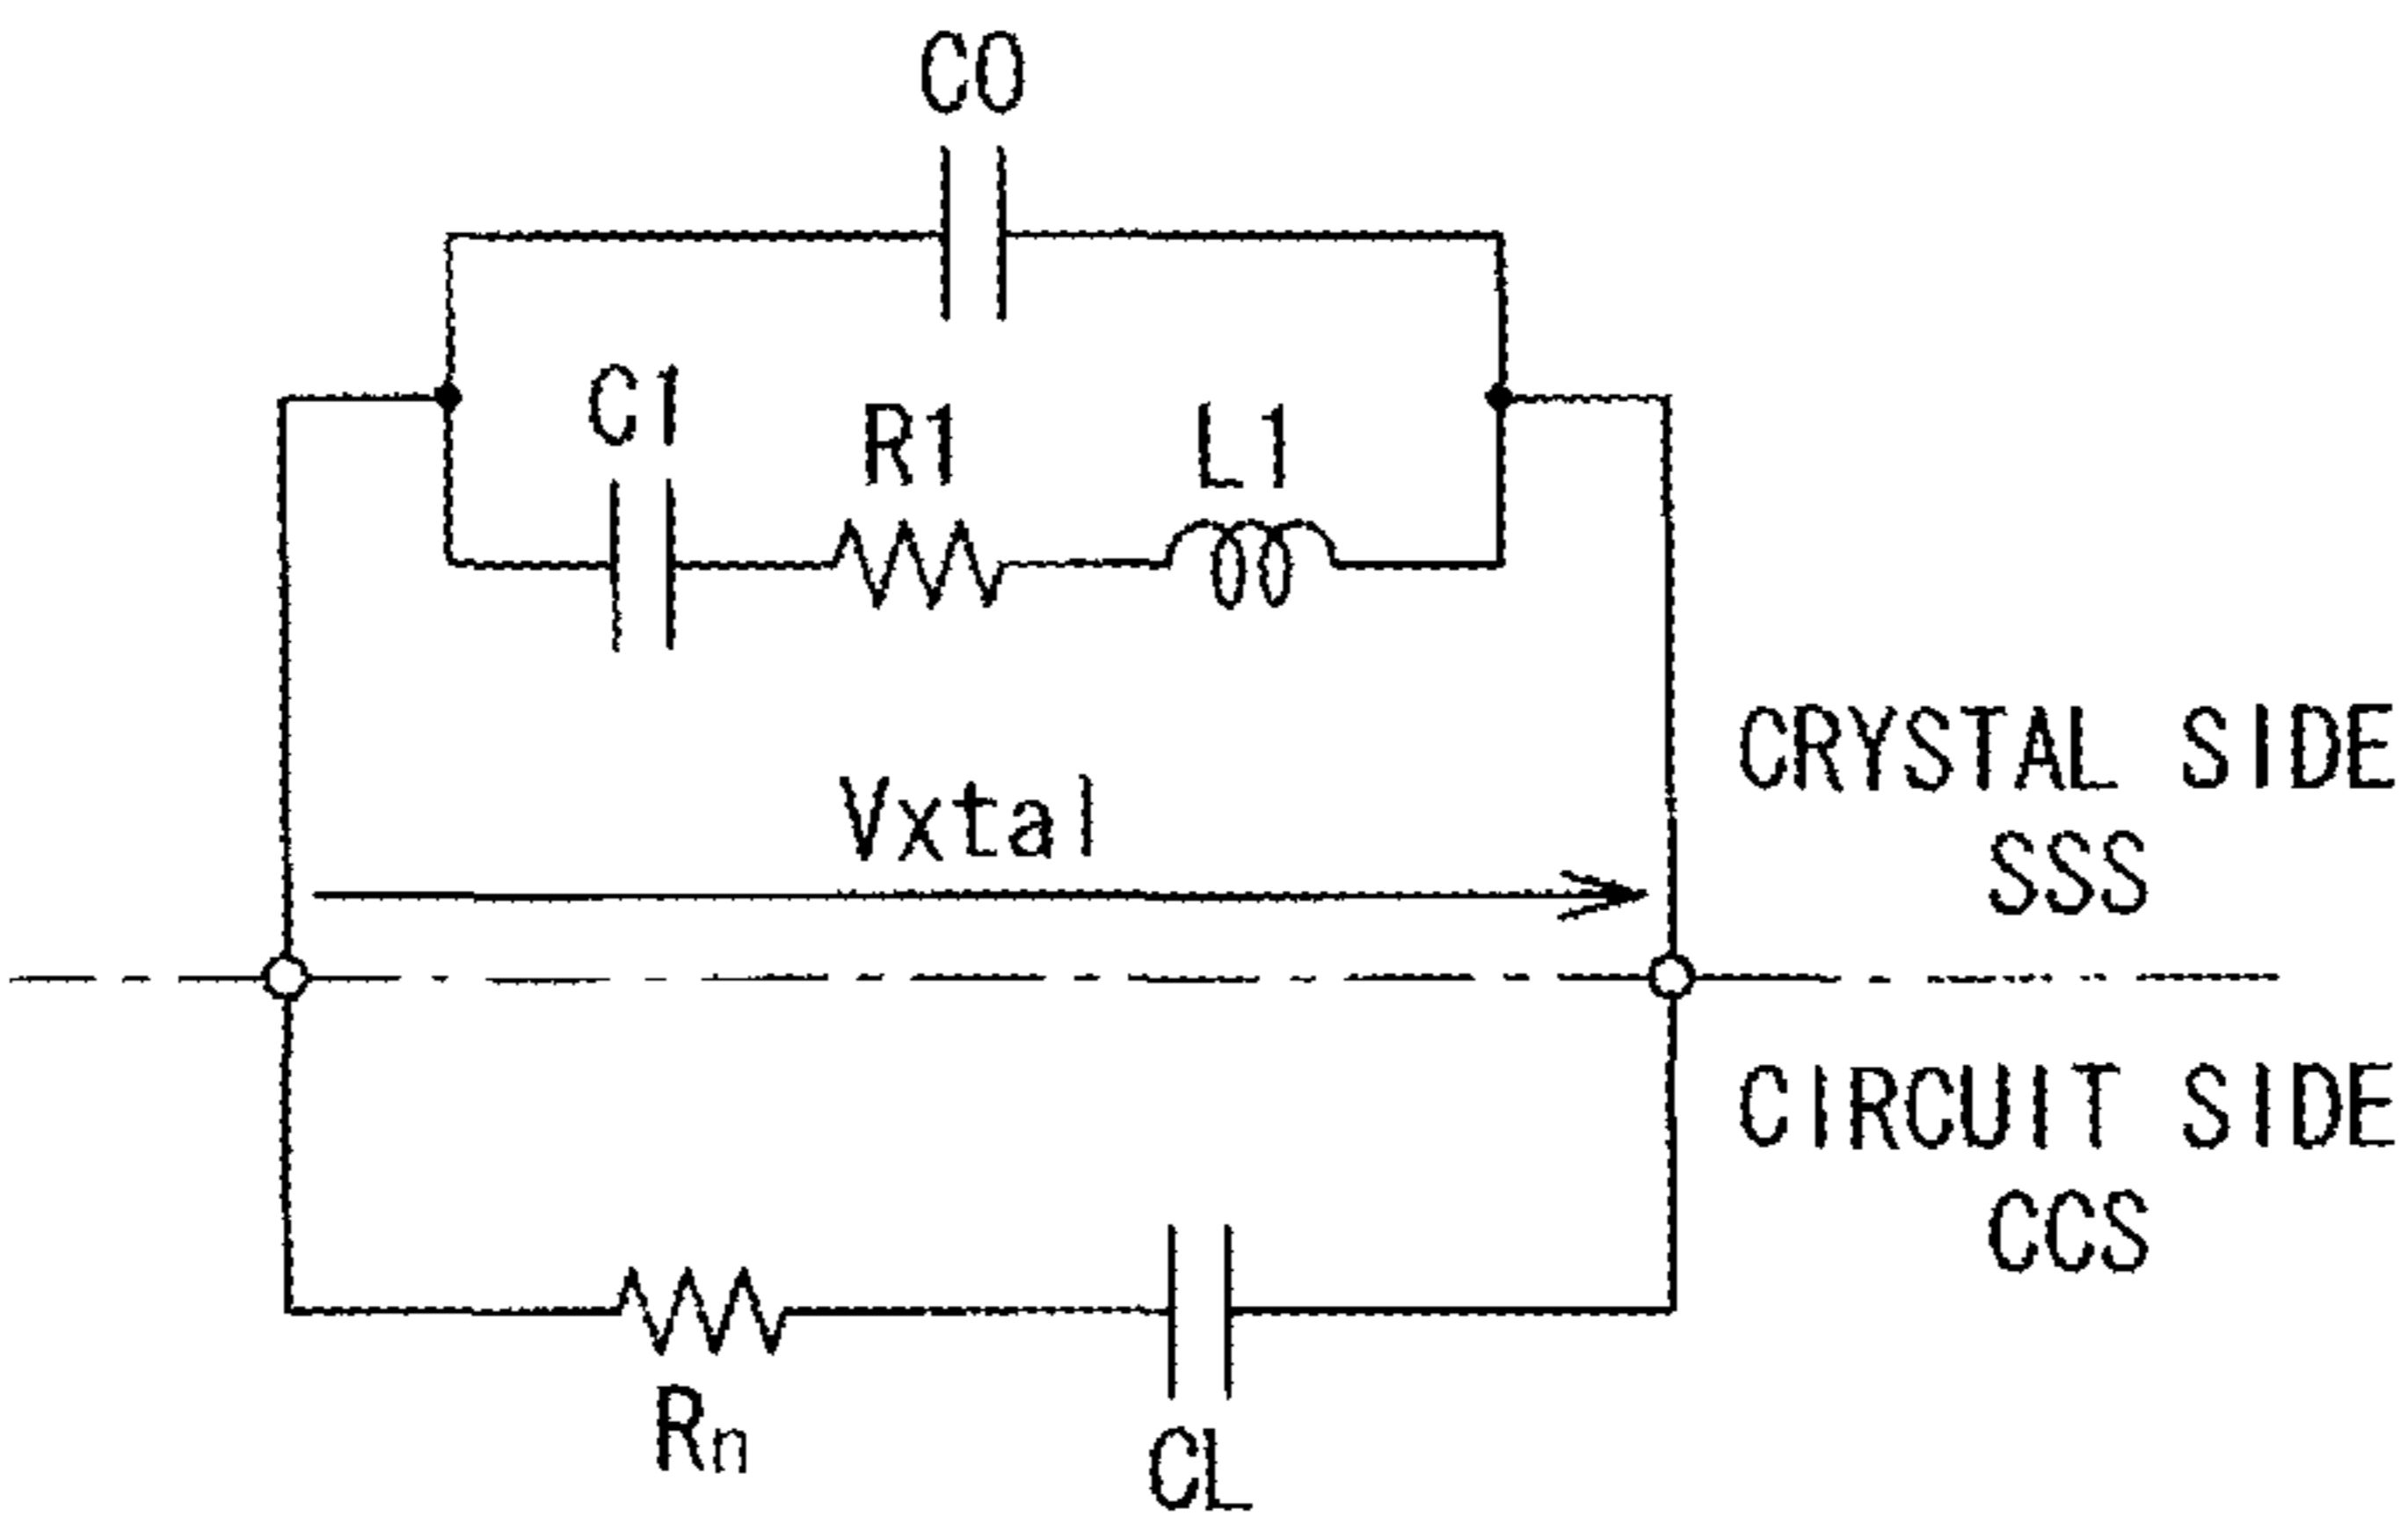 C0
C1
R1
L1
Vxtal
CRYSTAL SIDE
SSS
CIRCUIT SIDE
CCS
Rn
CL